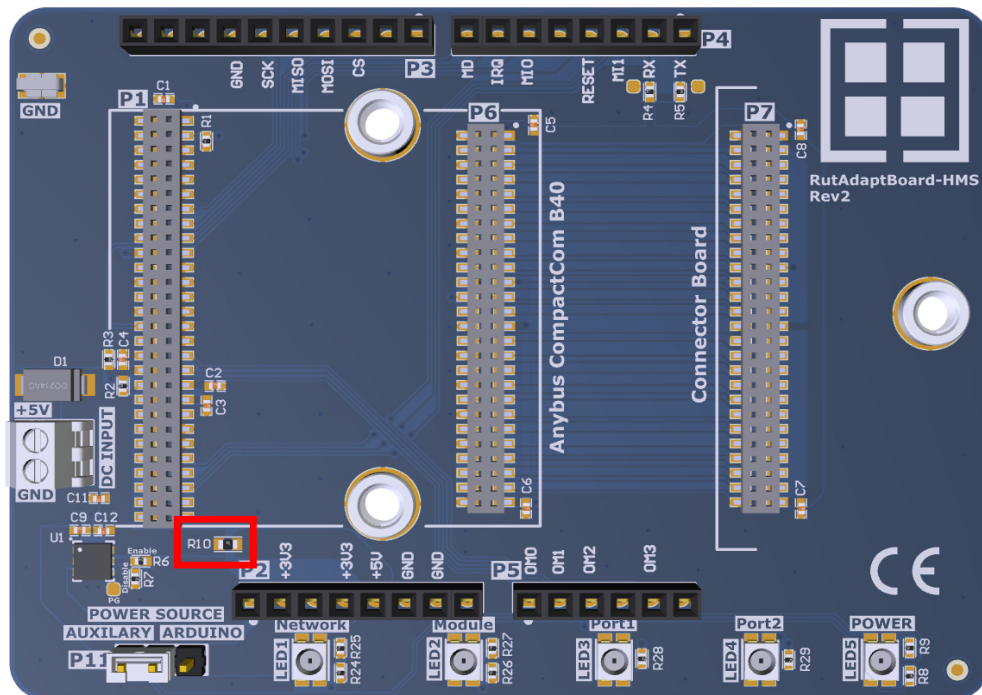 P3
P4
GND
SCK
MISO
MOSI
CS
MD
IRQ
MIO
RESET
MI1
RX
TX
R4
R5
GND
P1
C1
R1
P6
C5
P7
C8
RutAdaptBoard-HMS
Rev2
Anybus CompactCom B40
Connector Board
R3
C4
D1
DO214AC
R2
C2
C3
+5V
DC INPUT
GND
C11
C9
C12
U1
C6
C7
R10
Enable
R6
Disable
R7
PG
P2
+3V3
+3V3
+5V
GND
GND
P5
OM0
OM1
OM2
OM3
CE
POWER SOURCE
AUXILARY
ARDUINO
P11
Network
Module
Port1
Port2
POWER
LED1
R25
R24
LED2
R27
R26
LED3
R28
LED4
R29
LED5
R9
R8